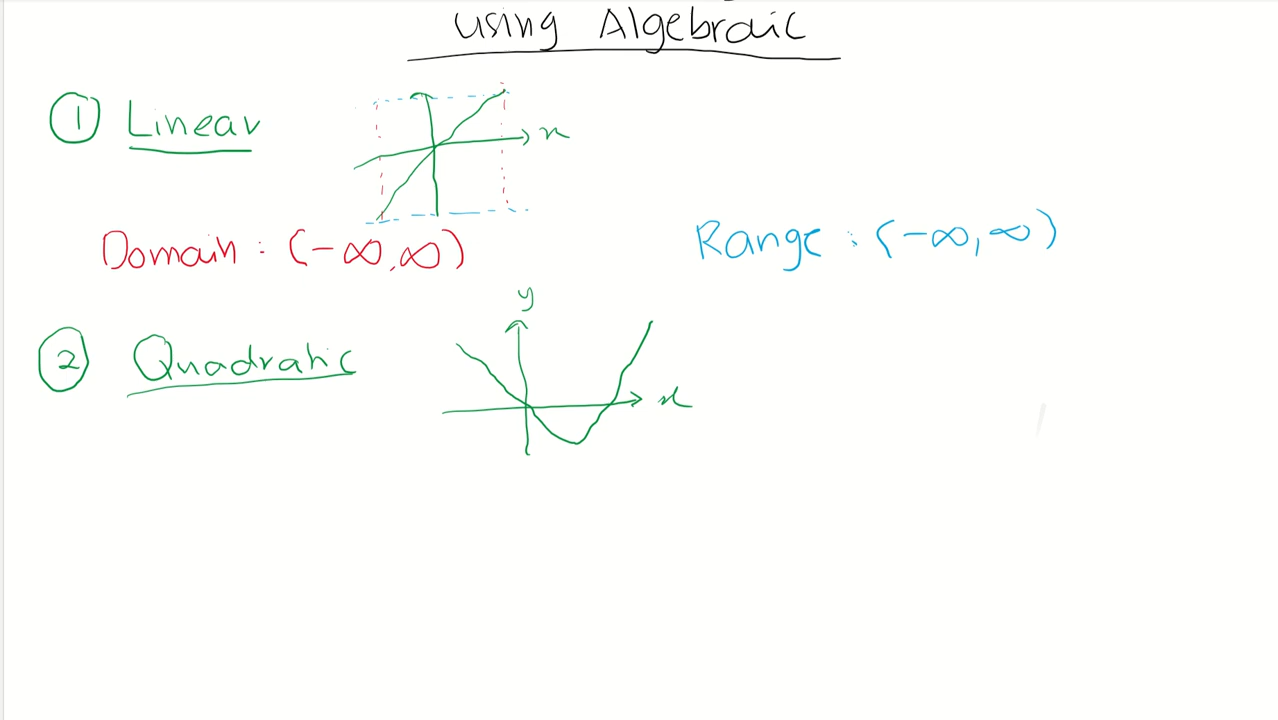 using Algebraic
① Linear
x
Domain : (-∞,∞)
Range : (-∞,∞)
y
② Quadratic
x